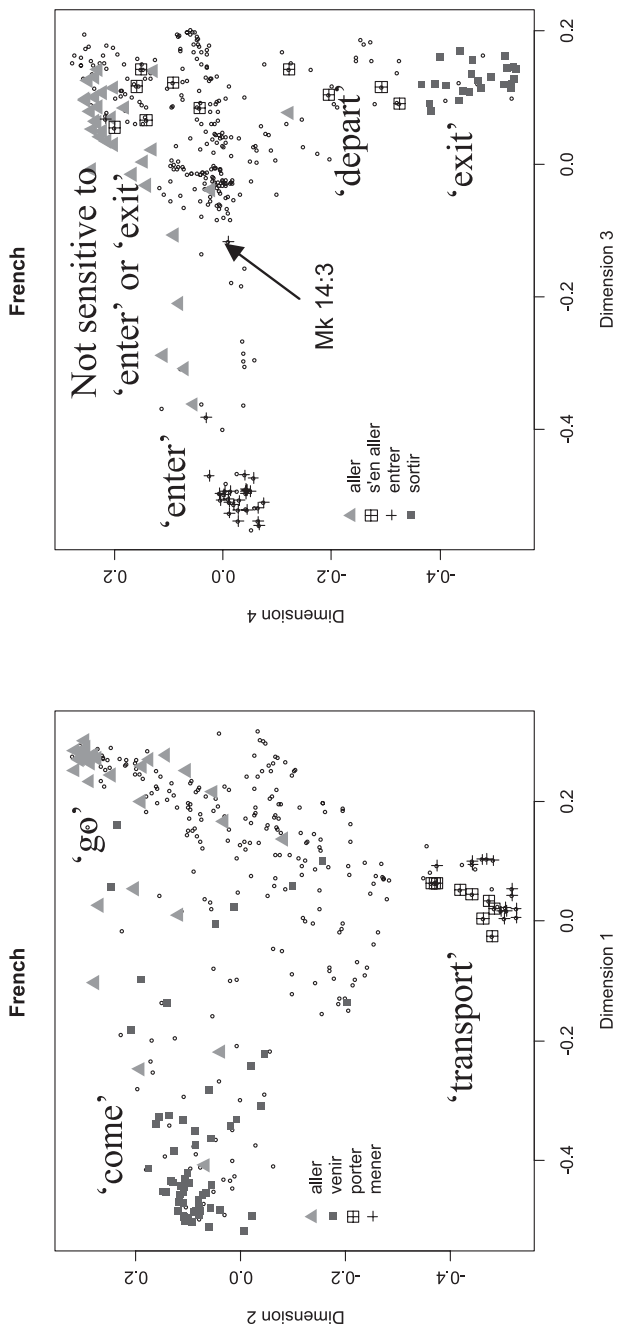 French
'come'
'go'
'transport'
aller
venir
porter
mener
0.2
0.0
-0.2
-0.4
Dimension 2
-0.4
-0.2
0.0
0.2
Dimension 1
French
Not sensitive to
'enter' or 'exit'
'enter'
Mk 14:3
'depart'
'exit'
aller
s'en aller
entrer
sortir
0.2
0.0
-0.2
-0.4
Dimension 4
-0.4
-0.2
0.0
0.2
Dimension 3